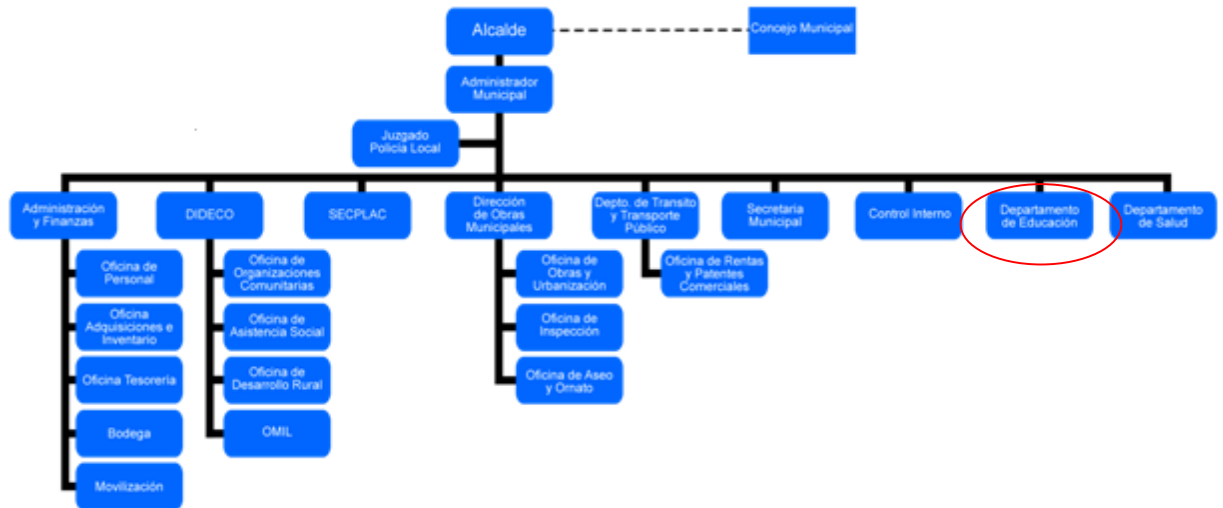 Alcalde
Concejo Municipal
Administrador
Municipal
Juzgado
Policía Local
Administración
y Finanzas
DIDECO
SECPLAC
Dirección
de Obras
Municipales
Depto. de Transito
y Transporte
Público
Secretaria
Municipal
Control Interno
Departamento
de Educación
Departamento
de Salud
Oficina de
Personal
Oficina
Adquisiciones e
Inventario
Oficina Tesorería
Bodega
Movilización
Oficina de
Organizaciones
Comunitarias
Oficina de
Asistencia Social
Oficina de
Desarrollo Rural
OMIL
Oficina de
Obras y
Urbanización
Oficina de
Inspección
Oficina de Aseo
y Ornato
Oficina de Rentas
y Patentes
Comerciales